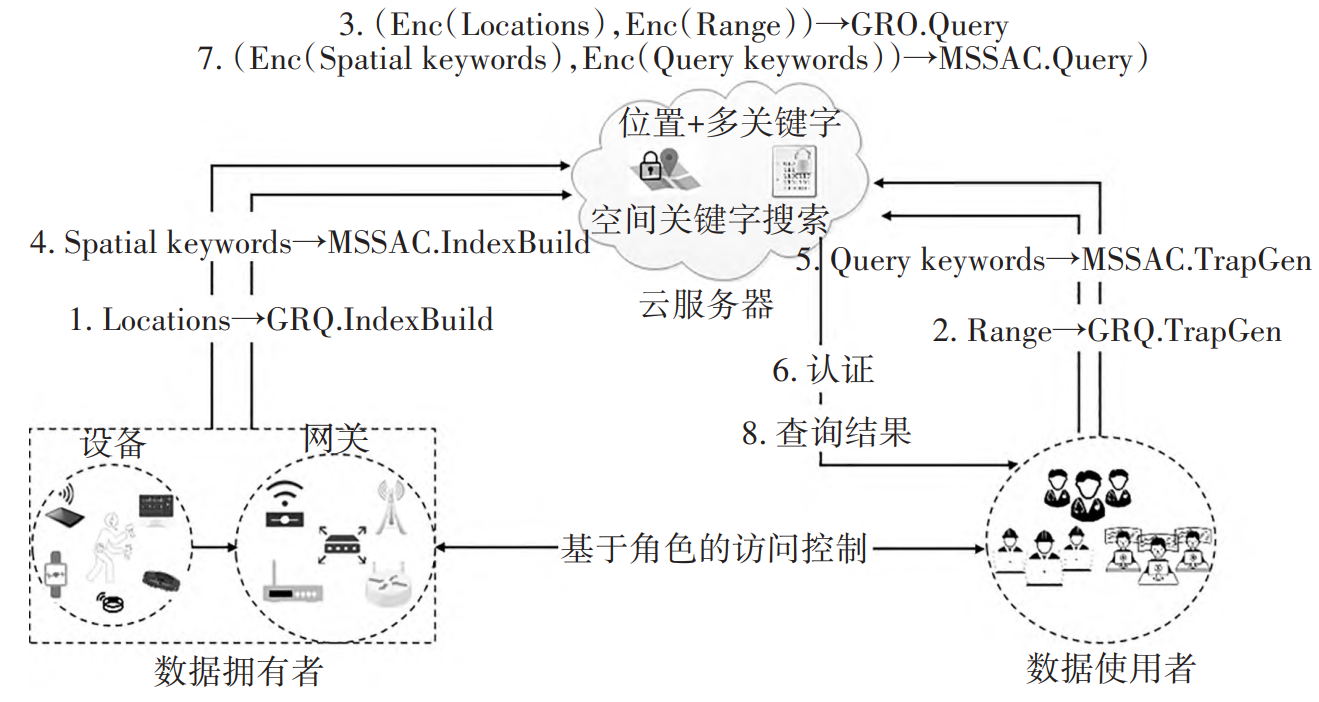 3. (Enc(Locations),Enc(Range))→GRO.Query
7. (Enc(Spatial keywords),Enc(Query keywords))→MSSAC.Query)
位置+多关键字
空间关键字搜索
4. Spatial keywords→MSSAC.IndexBuild
5. Query keywords→MSSAC.TrapGen
云服务器
1. Locations→GRQ.IndexBuild
2. Range→GRQ.TrapGen
6. 认证
8. 查询结果
设备
网关
基于角色的访问控制
数据拥有者
数据使用者